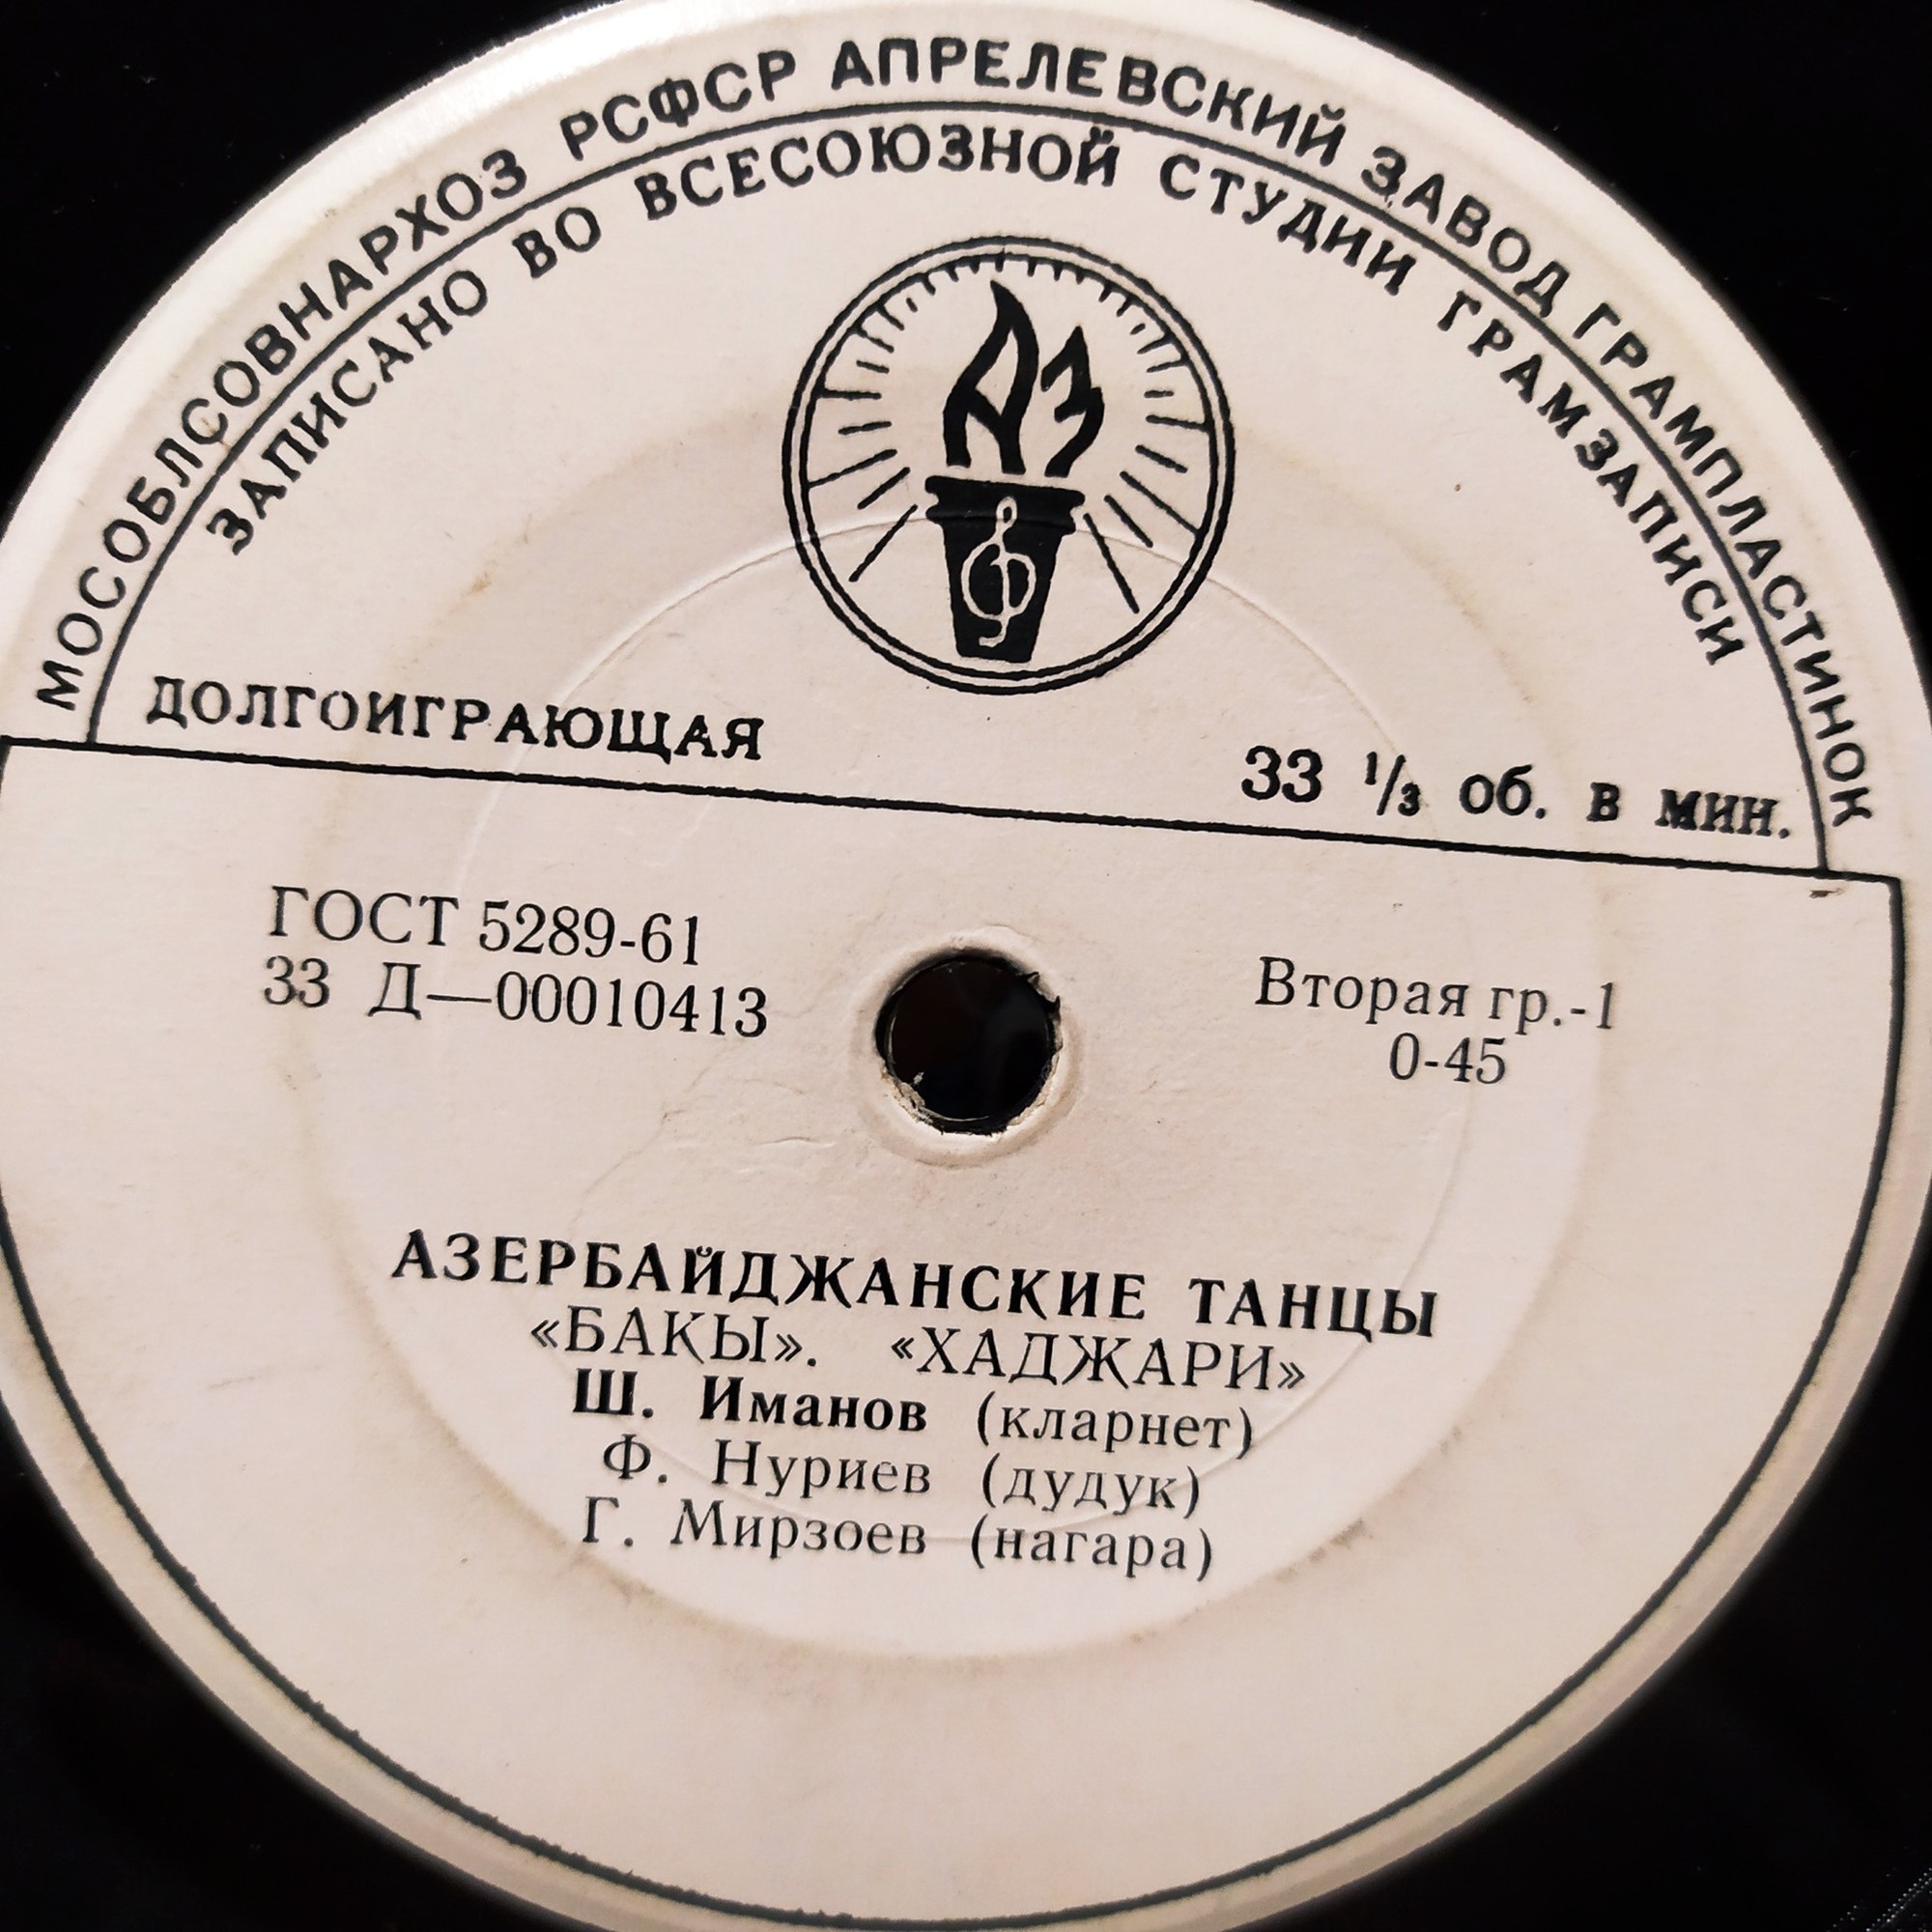 МОСОБЛСОВНАРХОЗ РСФСР АПРЕЛЕВСКИЙ ЗАВОД ГРАМПЛАСТИНОК
ЗАПИСАНО ВО ВСЕСОЮЗНОЙ СТУДИИ ГРАМЗАПИСИ
АЗ
ДОЛГОИГРАЮЩАЯ
33 1/3 об. в мин.
ГОСТ 5289-61
33 Д—00010413
Вторая гр.-1
0-45
АЗЕРБАЙДЖАНСКИЕ ТАНЦЫ
«БАКЫ». «ХАДЖАРИ»
Ш. Иманов (кларнет)
Ф. Нуриев (дудук)
Г. Мирзоев (нагара)